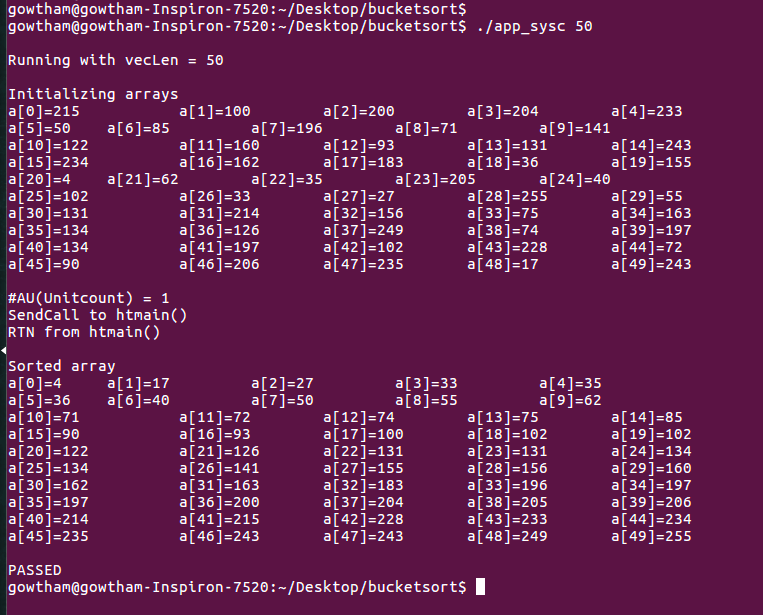 gowtham@gowtham-Inspiron-7520:~/Desktop/bucketsort$
gowtham@gowtham-Inspiron-7520:~/Desktop/bucketsort$ ./app_sysc 50
Running with vecLen = 50
Initializing arrays
a[0]=215 a[1]=100 a[2]=200 a[3]=204 a[4]=233
a[5]=50 a[6]=85 a[7]=196 a[8]=71 a[9]=141
a[10]=122 a[11]=160 a[12]=93 a[13]=131 a[14]=243
a[15]=234 a[16]=162 a[17]=183 a[18]=36 a[19]=155
a[20]=4 a[21]=62 a[22]=35 a[23]=205 a[24]=40
a[25]=102 a[26]=33 a[27]=27 a[28]=255 a[29]=55
a[30]=131 a[31]=214 a[32]=156 a[33]=75 a[34]=163
a[35]=134 a[36]=126 a[37]=249 a[38]=74 a[39]=197
a[40]=134 a[41]=197 a[42]=102 a[43]=228 a[44]=72
a[45]=90 a[46]=206 a[47]=235 a[48]=17 a[49]=243
#AU(Unitcount) = 1
SendCall to htmain()
RTN from htmain()
Sorted array
a[0]=4 a[1]=17 a[2]=27 a[3]=33 a[4]=35
a[5]=36 a[6]=40 a[7]=50 a[8]=55 a[9]=62
a[10]=71 a[11]=72 a[12]=74 a[13]=75 a[14]=85
a[15]=90 a[16]=93 a[17]=100 a[18]=102 a[19]=102
a[20]=122 a[21]=126 a[22]=131 a[23]=131 a[24]=134
a[25]=134 a[26]=141 a[27]=155 a[28]=156 a[29]=160
a[30]=162 a[31]=163 a[32]=183 a[33]=196 a[34]=197
a[35]=197 a[36]=200 a[37]=204 a[38]=205 a[39]=206
a[40]=214 a[41]=215 a[42]=228 a[43]=233 a[44]=234
a[45]=235 a[46]=243 a[47]=243 a[48]=249 a[49]=255
PASSED
gowtham@gowtham-Inspiron-7520:~/Desktop/bucketsort$